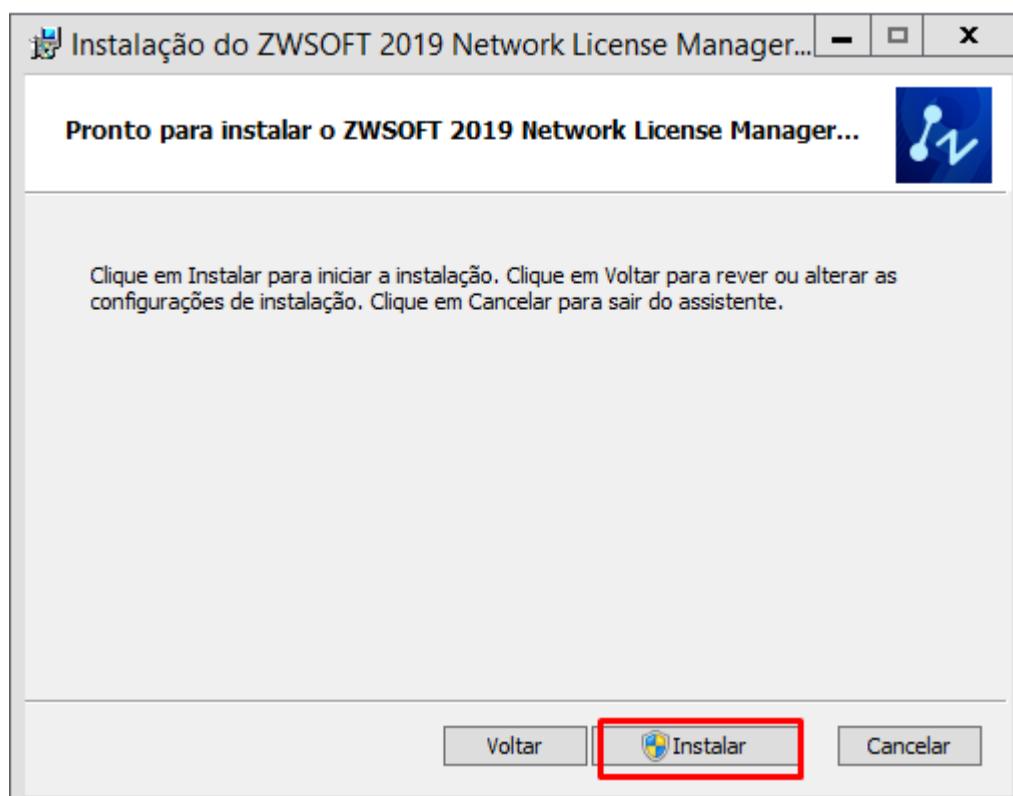 Instalação do ZWSOFT 2019 Network License Manager...
Pronto para instalar o ZWSOFT 2019 Network License Manager...
Clique em Instalar para iniciar a instalação. Clique em Voltar para rever ou alterar as
configurações de instalação. Clique em Cancelar para sair do assistente.
Voltar
Instalar
Cancelar